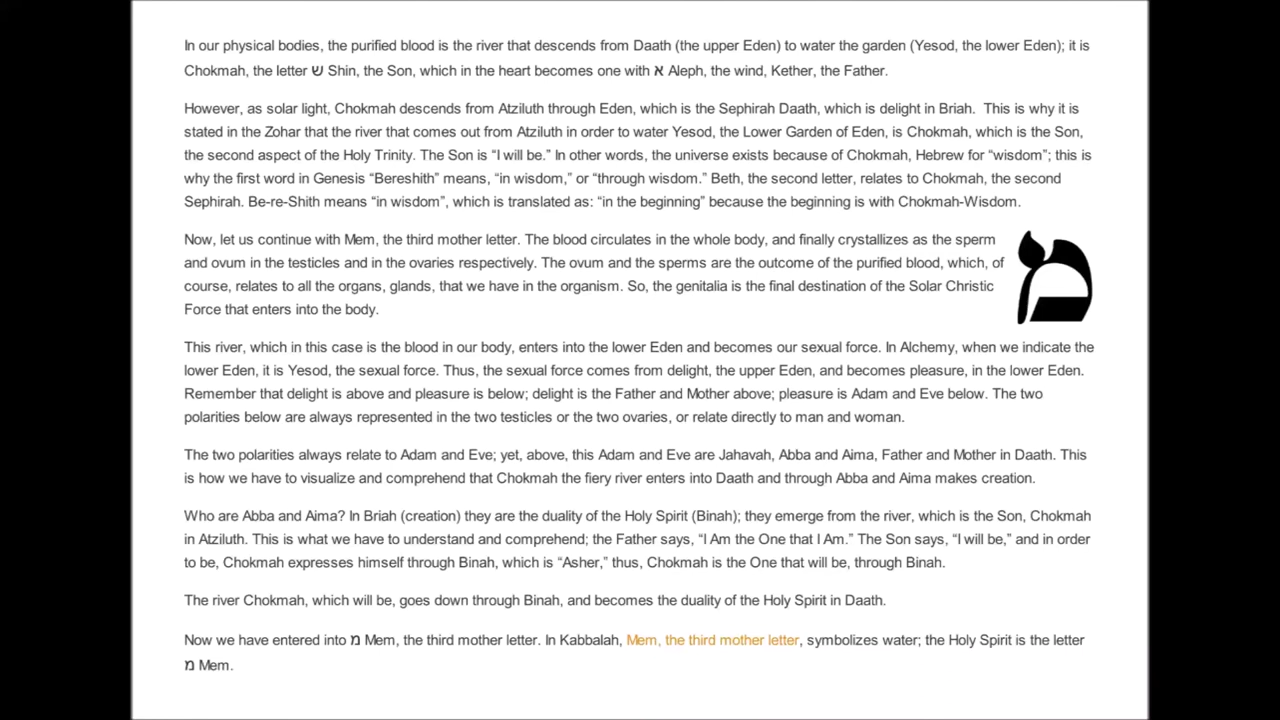 In our physical bodies, the purified blood is the river that descends from Daath (the upper Eden) to water the garden (Yesod, the lower Eden); it is
Chokmah, the letter ש Shin, the Son, which in the heart becomes one with א Aleph, the wind, Kether, the Father.
However, as solar light, Chokmah descends from Atziluth through Eden, which is the Sephirah Daath, which is delight in Briah.  This is why it is
stated in the Zohar that the river that comes out from Atziluth in order to water Yesod, the Lower Garden of Eden, is Chokmah, which is the Son,
the second aspect of the Holy Trinity. The Son is “I will be.” In other words, the universe exists because of Chokmah, Hebrew for “wisdom”; this is
why the first word in Genesis “Bereshith” means, “in wisdom,” or “through wisdom.” Beth, the second letter, relates to Chokmah, the second
Sephirah. Be-re-Shith means “in wisdom”, which is translated as: “in the beginning” because the beginning is with Chokmah-Wisdom.
Now, let us continue with Mem, the third mother letter. The blood circulates in the whole body, and finally crystallizes as the sperm
and ovum in the testicles and in the ovaries respectively. The ovum and the sperms are the outcome of the purified blood, which, of
course, relates to all the organs, glands, that we have in the organism. So, the genitalia is the final destination of the Solar Christic
Force that enters into the body.
מ
This river, which in this case is the blood in our body, enters into the lower Eden and becomes our sexual force. In Alchemy, when we indicate the
lower Eden, it is Yesod, the sexual force. Thus, the sexual force comes from delight, the upper Eden, and becomes pleasure, in the lower Eden.
Remember that delight is above and pleasure is below; delight is the Father and Mother above; pleasure is Adam and Eve below. The two
polarities below are always represented in the two testicles or the two ovaries, or relate directly to man and woman.
The two polarities always relate to Adam and Eve; yet, above, this Adam and Eve are Jahavah, Abba and Aima, Father and Mother in Daath. This
is how we have to visualize and comprehend that Chokmah the fiery river enters into Daath and through Abba and Aima makes creation.
Who are Abba and Aima? In Briah (creation) they are the duality of the Holy Spirit (Binah); they emerge from the river, which is the Son, Chokmah
in Atziluth. This is what we have to understand and comprehend; the Father says, “I Am the One that I Am.” The Son says, “I will be,” and in order
to be, Chokmah expresses himself through Binah, which is “Asher,” thus, Chokmah is the One that will be, through Binah.
The river Chokmah, which will be, goes down through Binah, and becomes the duality of the Holy Spirit in Daath.
Now we have entered into מ Mem, the third mother letter. In Kabbalah, Mem, the third mother letter, symbolizes water; the Holy Spirit is the letter
מ Mem.